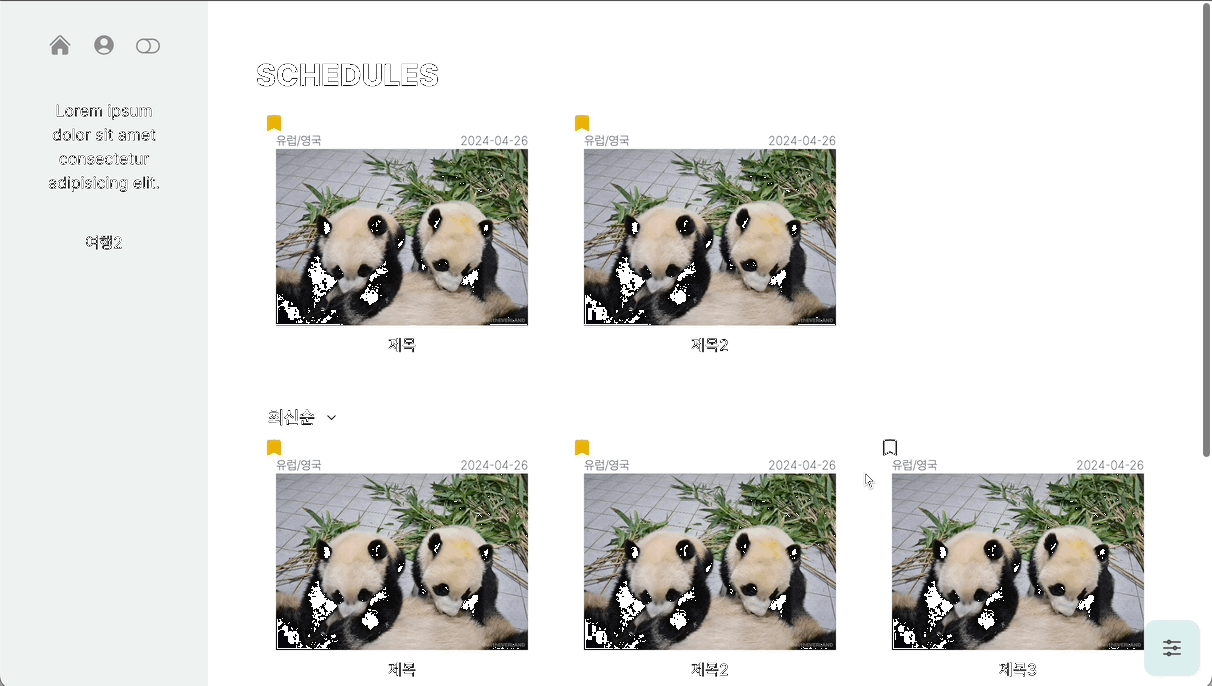 SCHEDULES
Lorem ipsum
dolor sit amet
consectetur
adipisicing elit.
여행2
유럽/영국 2024-04-26
유럽/영국 2024-04-26
제목
제목2
최신순
유럽/영국 2024-04-26
유럽/영국 2024-04-26
유럽/영국 2024-04-26
제목
제목2
제목3